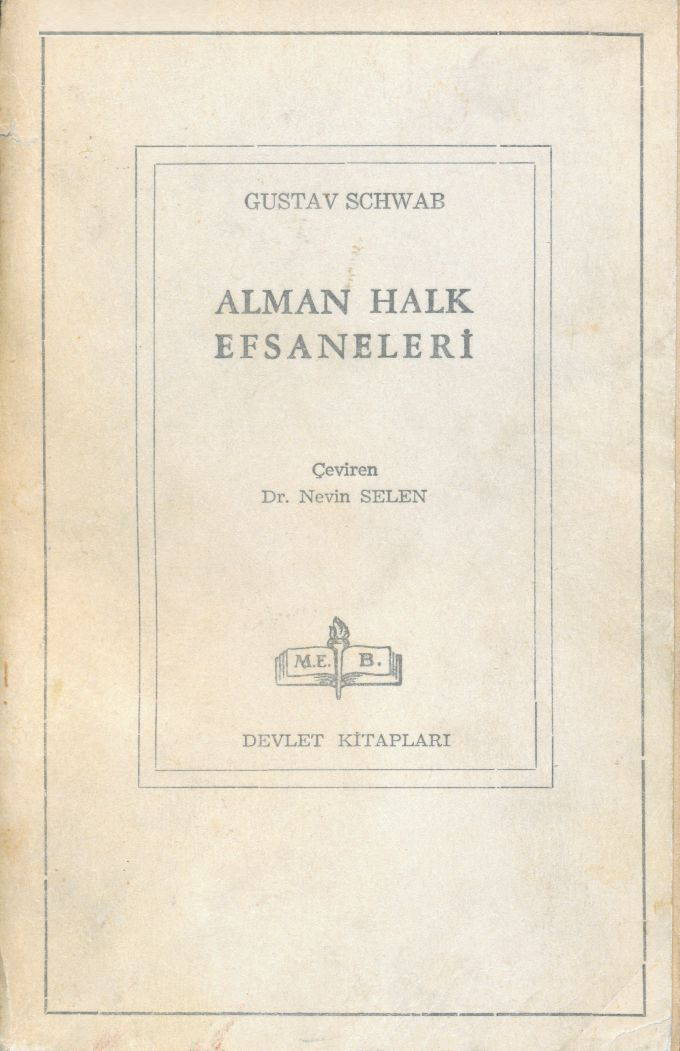 GUSTAV SCHWAB
ALMAN HALK
EFSANELERİ
Çeviren
Dr. Nevin SELEN
M.E. B.
DEVLET KİTAPLARI